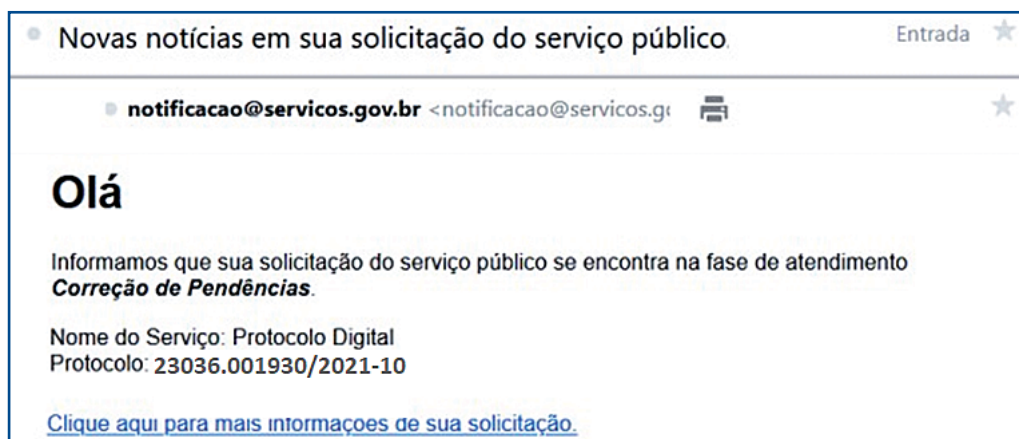 Novas notícias em sua solicitação do serviço público. Entrada
notificacao@servicos.gov.br <notificacao@servicos.g
Olá
Informamos que sua solicitação do serviço público se encontra na fase de atendimento
Correção de Pendências.
Nome do Serviço: Protocolo Digital
Protocolo: 23036.001930/2021-10
Clique aqui para mais informações de sua solicitação.